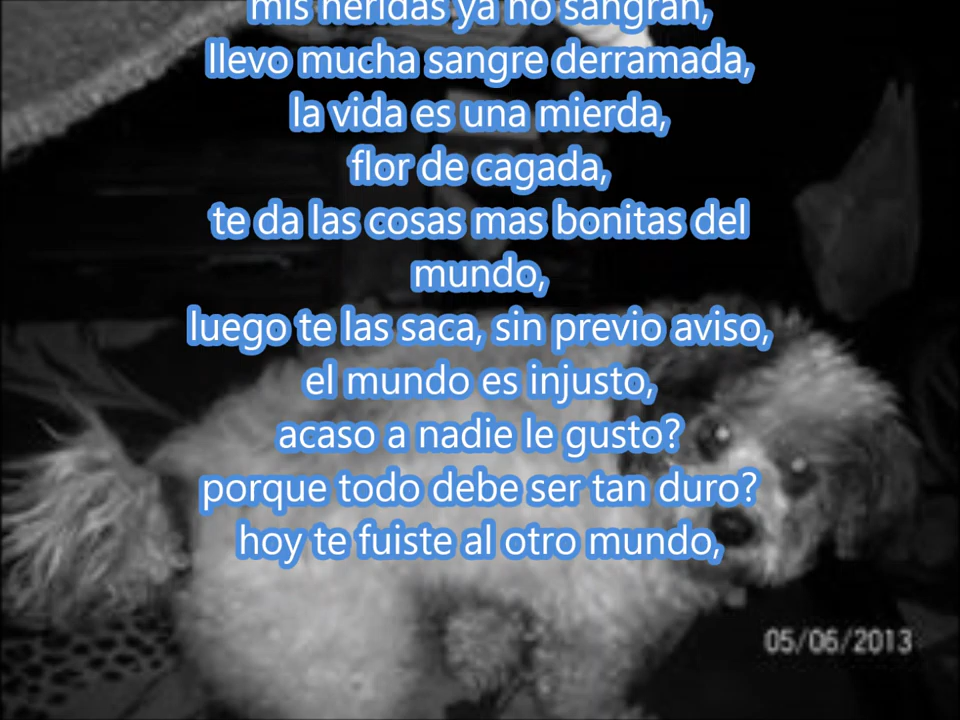 mis heridas ya no sangran,
llevo mucha sangre derramada,
la vida es una mierda,
flor de cagada,
te da las cosas mas bonitas del
mundo,
luego te las saca, sin previo aviso,
el mundo es injusto,
acaso a nadie le gusto?
porque todo debe ser tan duro?
hoy te fuiste al otro mundo,
05/06/2013